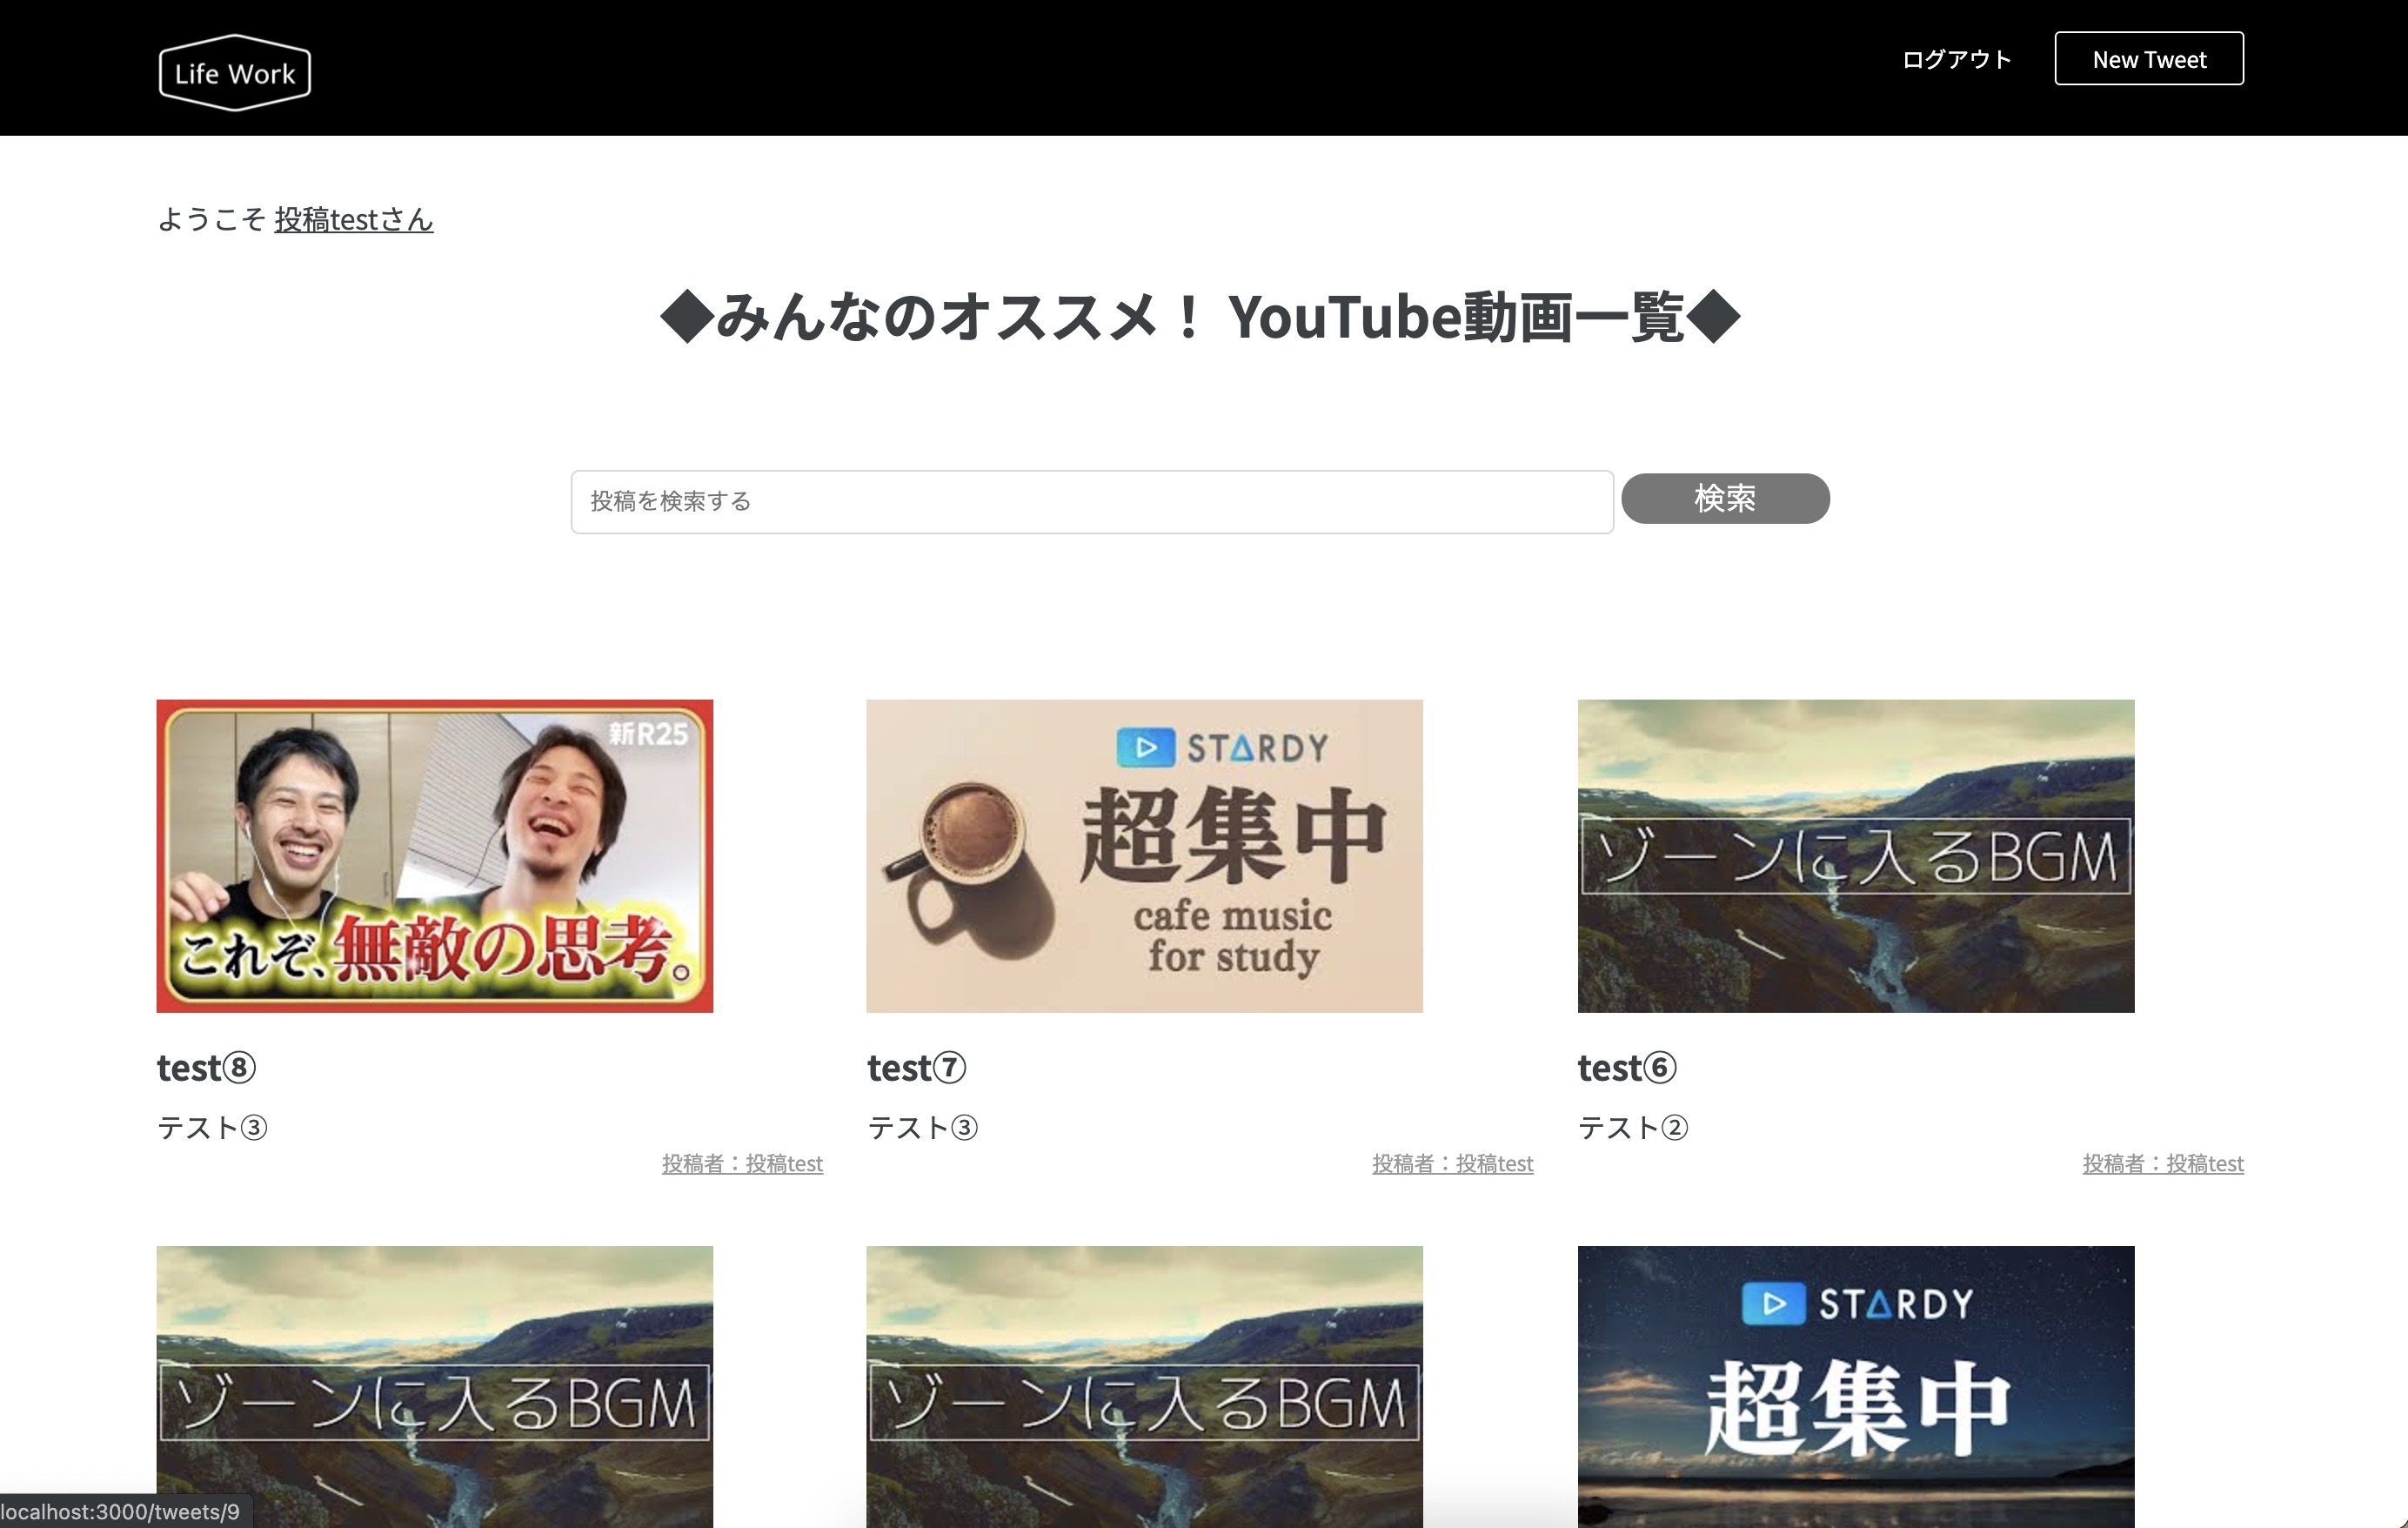 Life Work
ログアウト
New Tweet
ようこそ 投稿testさん
◆みんなのオススメ！ YouTube動画一覧◆
投稿を検索する
検索
新R25
これぞ、無敵の思考。
STARDY
超集中
cafe music
for study
ゾーンに入るBGM
test⑧
test⑦
test⑥
テスト③
テスト③
テスト②
投稿者：投稿test
投稿者：投稿test
投稿者：投稿test
ゾーンに入るBGM
ゾーンに入るBGM
STARDY
超集中
localhost:3000/tweets/9